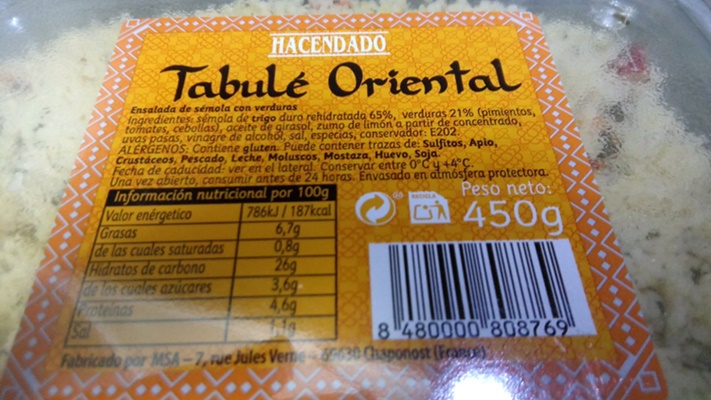 HACENDADO
Tabulé Oriental
Ensalada de sémola con verduras
Ingredientes: sémola de trigo duro rehidratada 65%, verduras 21% (pimientos,
tomates, cebollas), aceite de girasol, zumo de limón a partir de concentrado,
uvas pasas, vinagre de alcohol, sal, especias, conservador: E202.
ALÉRGENOS: Contiene gluten. Puede contener trazas de: Sulfitos, Apio,
Crustáceos, Pescado, Leche, Moluscos, Mostaza, Huevo, Soja.
Fecha de caducidad: ver en el lateral. Conservar entre 0°C y +4°C.
Una vez abierto, consumir antes de 24 horas. Envasado en atmósfera protectora.
Información nutricional por 100g
Valor energético 786kJ / 187kcal
Grasas 6,7g
de las cuales saturadas 0,8g
Hidratos de carbono 26g
de los cuales azúcares 3,6g
Proteínas 4,6g
Sal 1,1g
RECICLA
Peso neto:
450g
8 480000 808769
Fabricado por MSA – 7, rue Jules Verne – 69630 Chaponost (France)